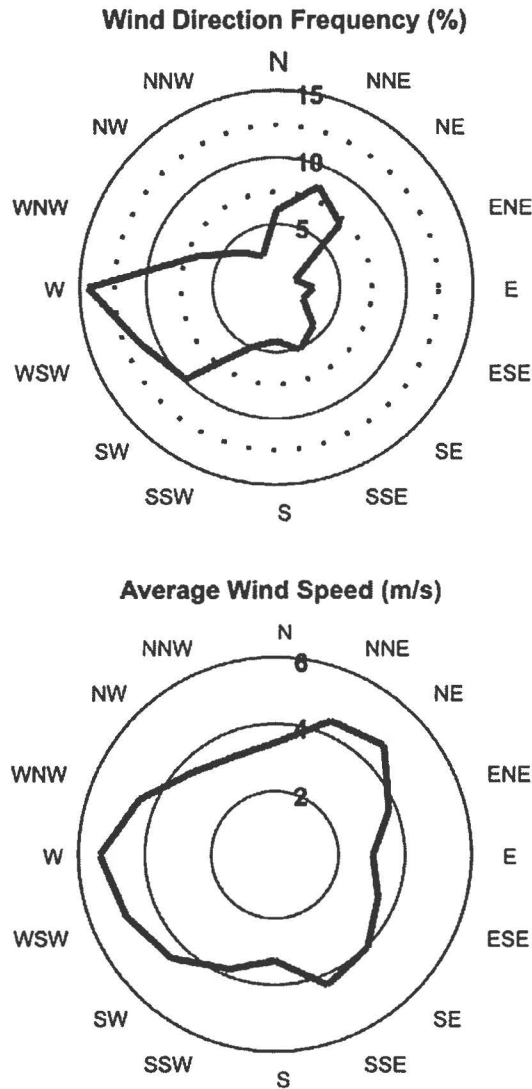 Wind Direction Frequency (%)
N
NNW
15
NNE
NW
NE
10
WNW
5
ENE
W
E
WSW
ESE
SW
SE
SSW
SSE
S
Average Wind Speed (m/s)
N
NNW
6
NNE
NW
NE
4
WNW
2
ENE
W
E
WSW
ESE
SW
SE
SSW
SSE
S